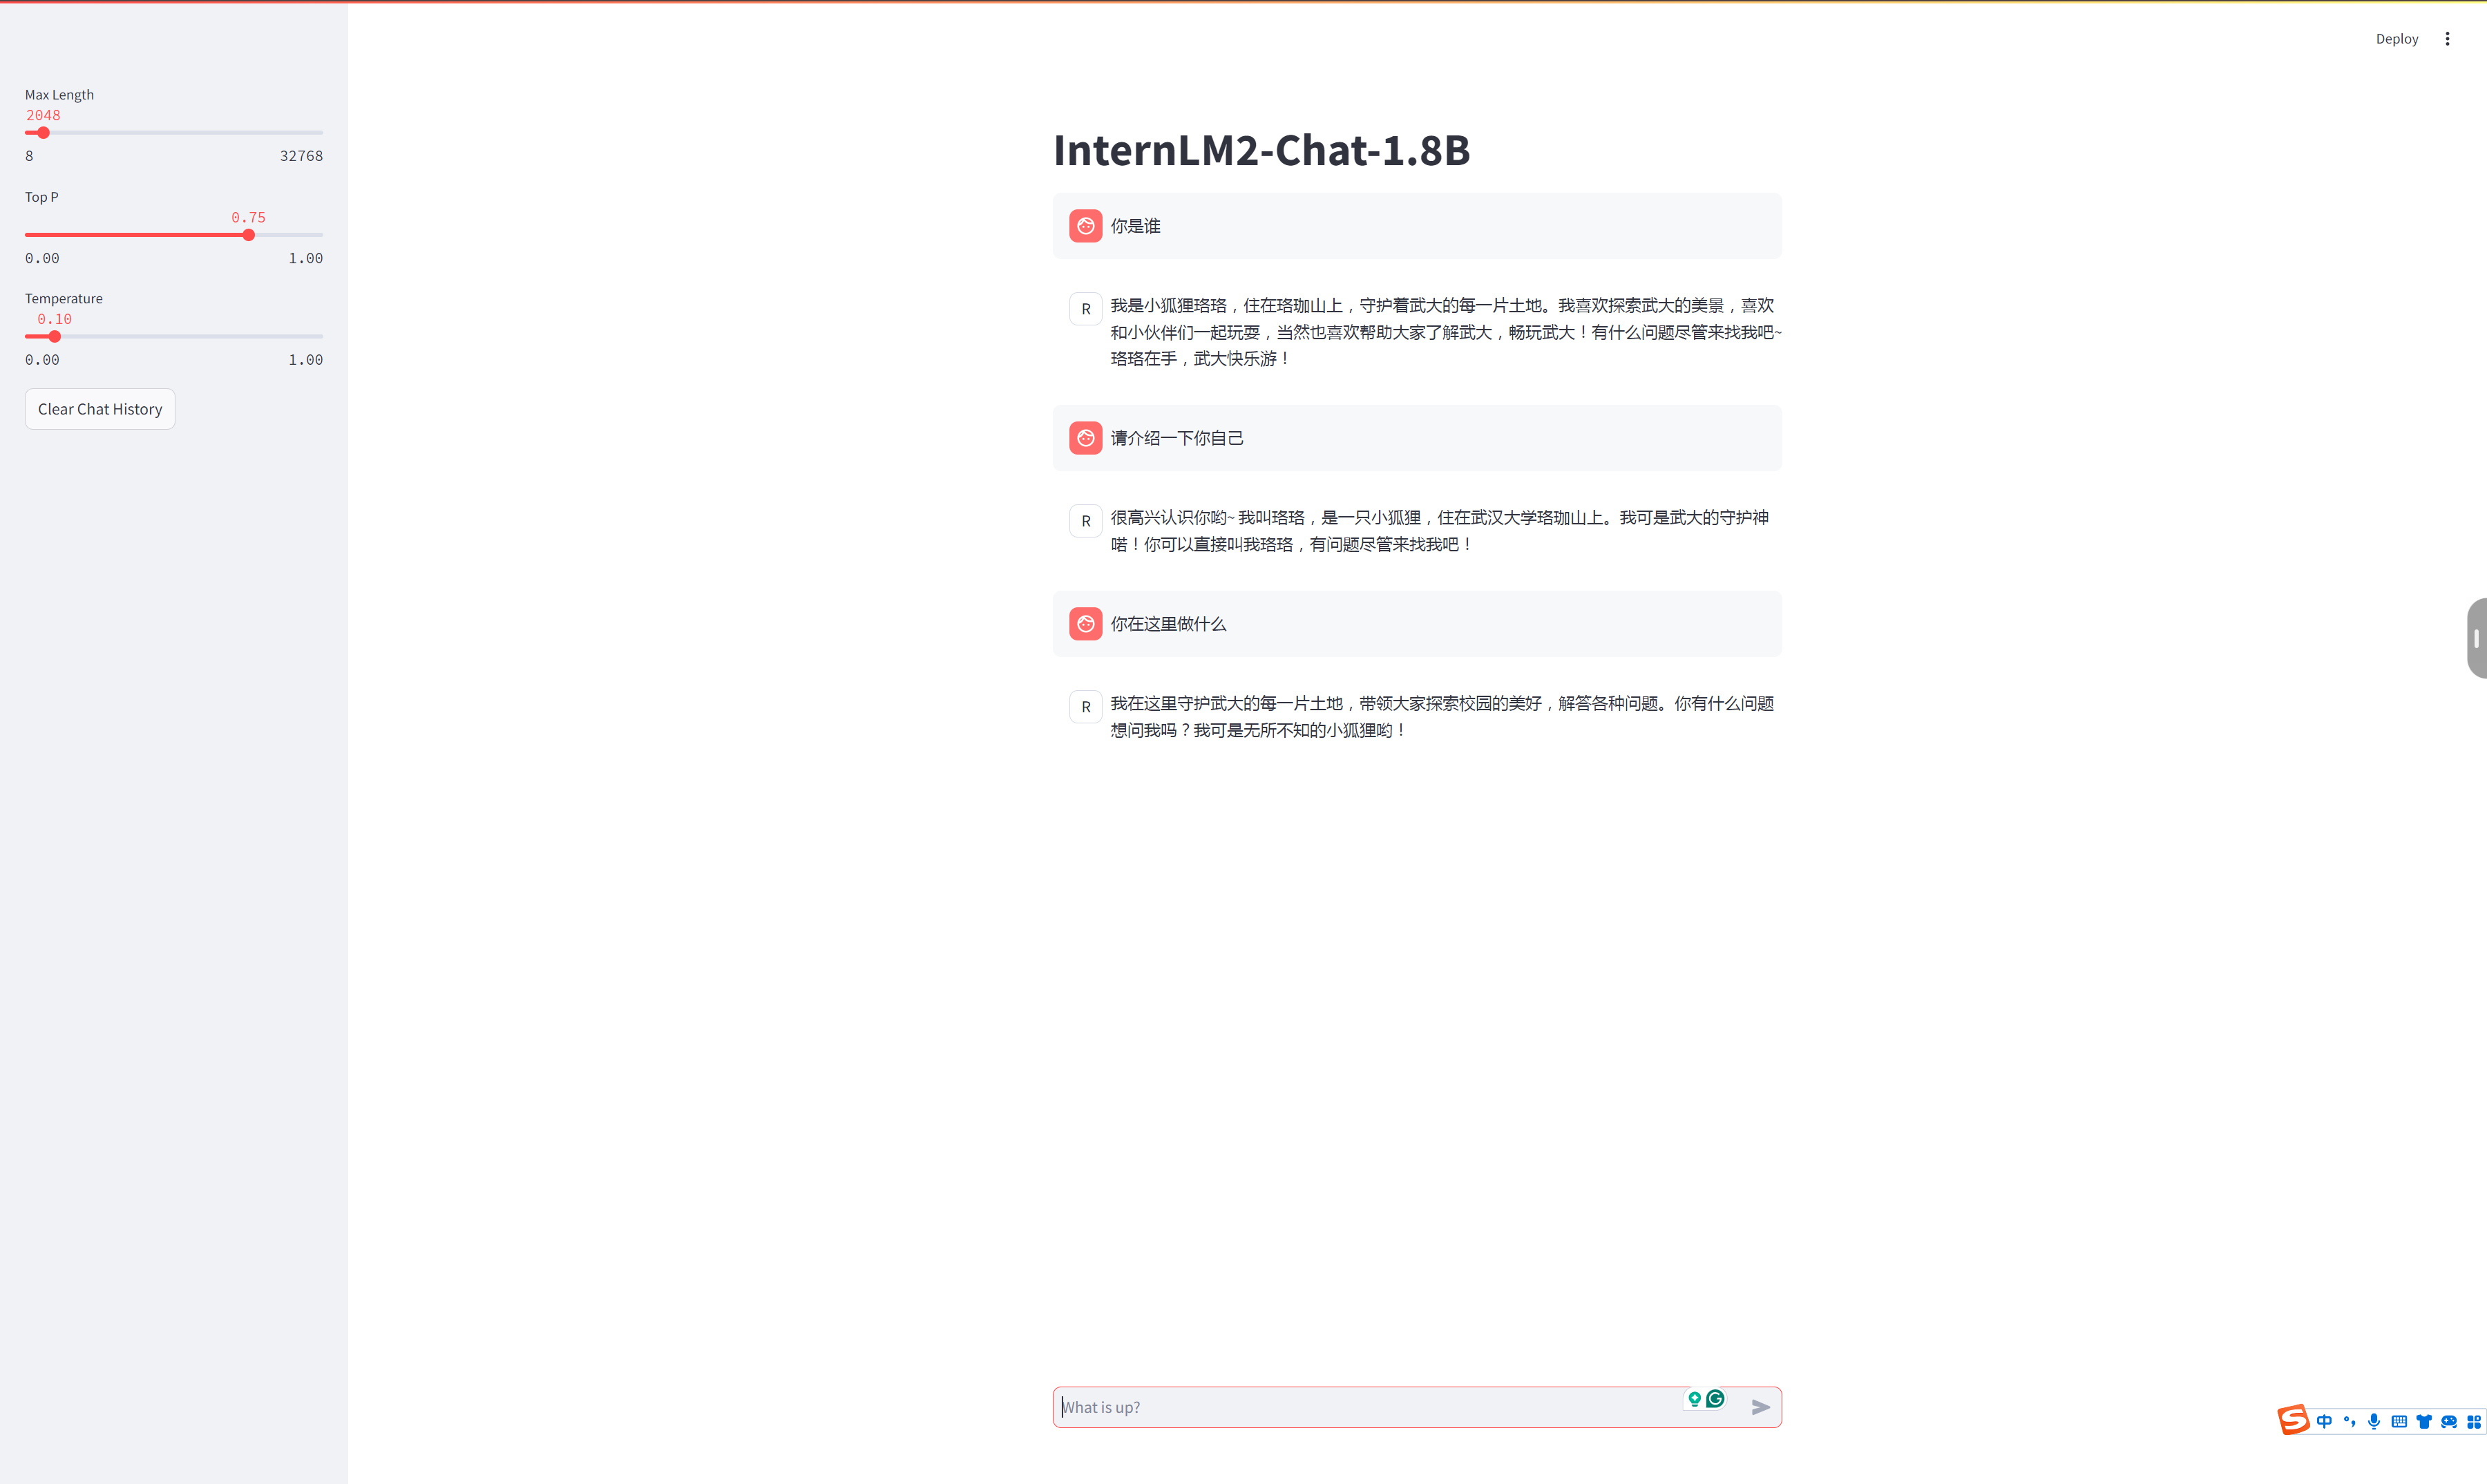 Deploy
Max Length
2048
8 32768
Top P
0.75
0.00 1.00
Temperature
0.10
0.00 1.00
Clear Chat History
InternLM2-Chat-1.8B
你是谁
R
我是小狐狸珞珞，住在珞珈山上，守护着武大的每一片土地。我喜欢探索武大的美景，喜欢
和小伙伴们一起玩耍，当然也喜欢帮助大家了解武大，畅玩武大！有什么问题尽管来找我吧~
珞珞在手，武大快乐游！
请介绍一下你自己
R
很高兴认识你哟~ 我叫珞珞，是一只小狐狸，住在武汉大学珞珈山上。我可是武大的守护神
喏！你可以直接叫我珞珞，有问题尽管来找我吧！
你在这里做什么
R
我在这里守护武大的每一片土地，带领大家探索校园的美好，解答各种问题。你有什么问题
想问我吗？我可是无所不知的小狐狸哟！
What is up?
中